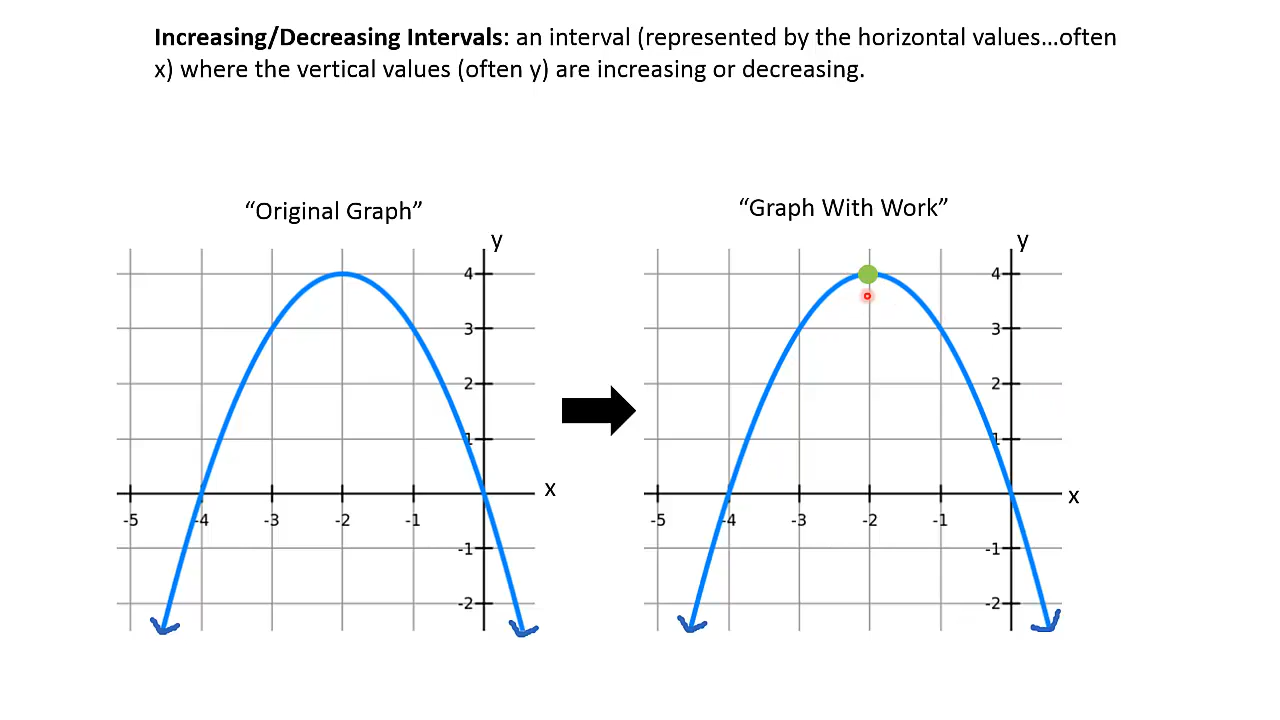 Increasing/Decreasing Intervals: an interval (represented by the horizontal values…often
x) where the vertical values (often y) are increasing or decreasing.
“Original Graph”
y
4
3
2
1
x
-5 -4 -3 -2 -1
-1
-2
“Graph With Work”
y
4
3
2
1
x
-5 -4 -3 -2 -1
-1
-2